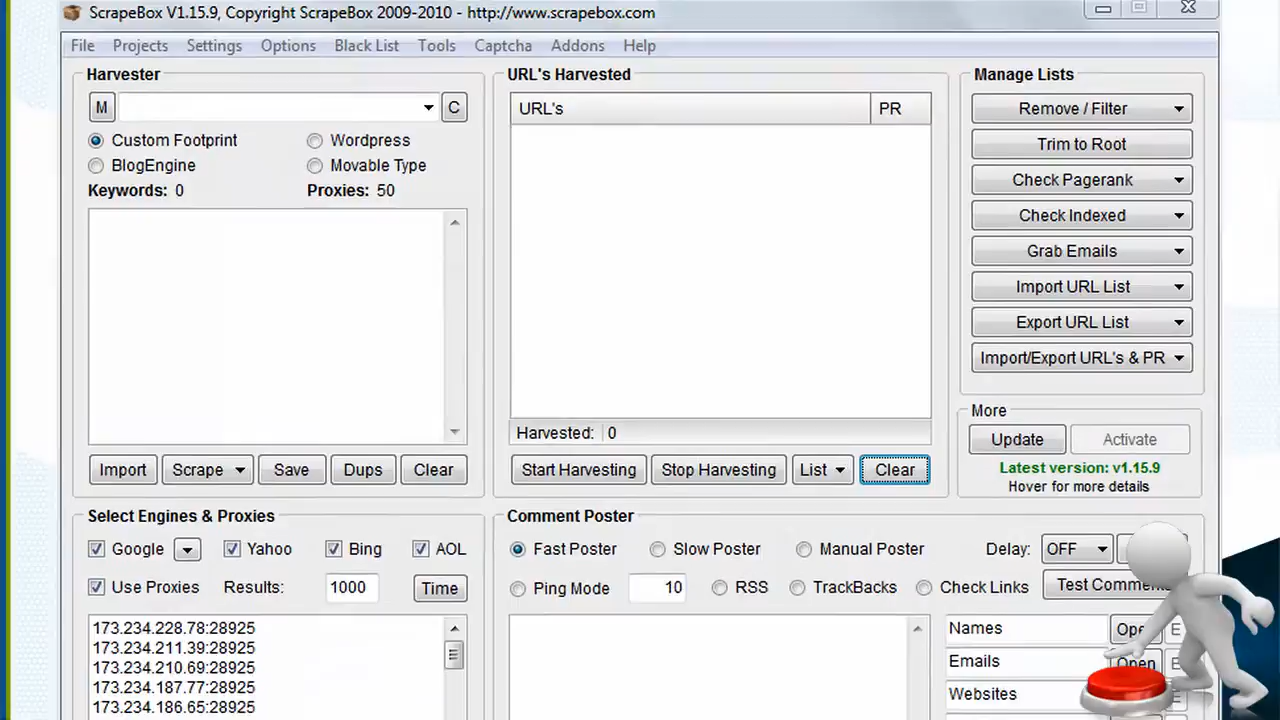 ScrapeBox V1.15.9, Copyright ScrapeBox 2009-2010 - http://www.scrapebox.com
File Projects Settings Options Black List Tools Captcha Addons Help
Harvester
M
C
Custom Footprint
Wordpress
BlogEngine
Movable Type
Keywords: 0
Proxies: 50
Import
Scrape
Save
Dups
Clear
URL's Harvested
URL's
PR
Harvested: 0
Start Harvesting
Stop Harvesting
List
Clear
Manage Lists
Remove / Filter
Trim to Root
Check Pagerank
Check Indexed
Grab Emails
Import URL List
Export URL List
Import/Export URL's & PR
More
Update
Activate
Latest version: v1.15.9
Hover for more details
Select Engines & Proxies
Google
Yahoo
Bing
AOL
Use Proxies
Results:
1000
Time
173.234.228.78:28925
173.234.211.39:28925
173.234.210.69:28925
173.234.187.77:28925
173.234.186.65:28925
Comment Poster
Fast Poster
Slow Poster
Manual Poster
Delay:
OFF
Ping Mode
10
RSS
TrackBacks
Check Links
Test Comme
Names
Ope
E
Emails
Open
Websites